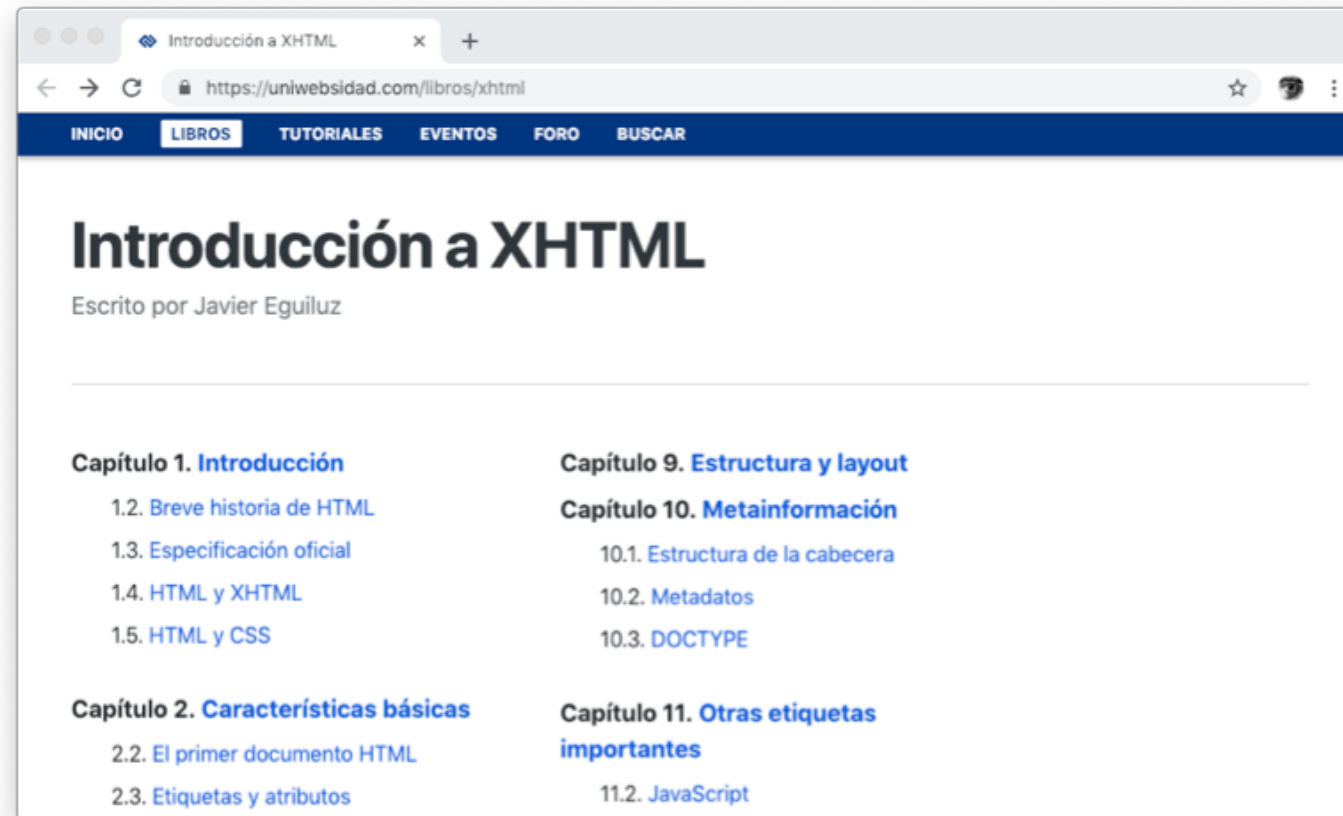 Introducción a XHTML
https://uniwebsidad.com/libros/xhtml
INICIO LIBROS TUTORIALES EVENTOS FORO BUSCAR
Introducción a XHTML
Escrito por Javier Eguiluz
Capítulo 1. Introducción
1.2. Breve historia de HTML
1.3. Especificación oficial
1.4. HTML y XHTML
1.5. HTML y CSS
Capítulo 2. Características básicas
2.2. El primer documento HTML
2.3. Etiquetas y atributos
Capítulo 9. Estructura y layout
Capítulo 10. Metainformación
10.1. Estructura de la cabecera
10.2. Metadatos
10.3. DOCTYPE
Capítulo 11. Otras etiquetas
importantes
11.2. JavaScript